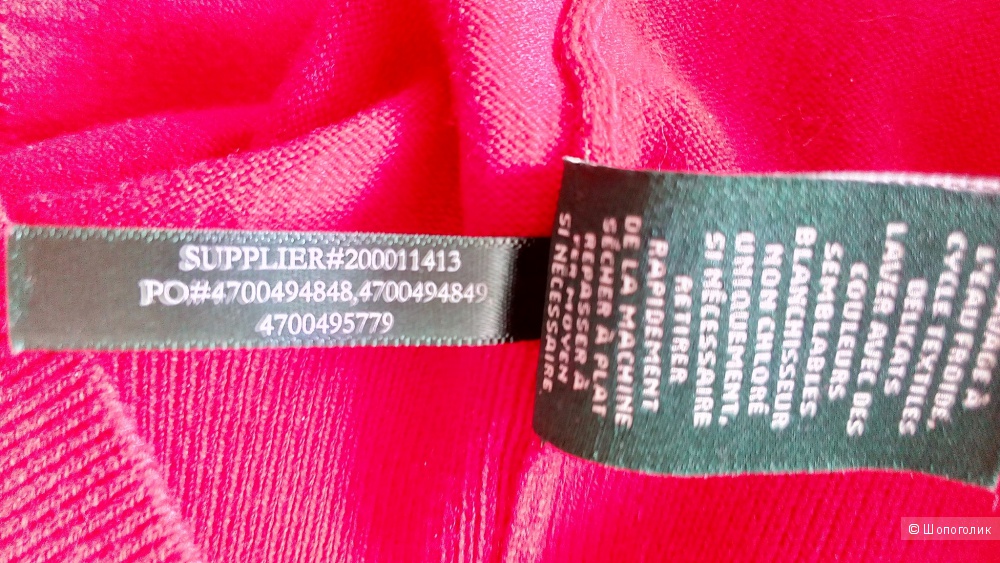 SUPPLIER#200011413
PO#4700494848,4700494849,
4700495779
L'EAU FROIDE,
CYCLE TEXTILES
DÉLICATS
LAVER AVEC DES
COULEURS
SEMBLABLES
BLANCHISSEUR
NON CHLORÉ
UNIQUEMENT,
SI NÉCESSAIRE
RETIRER
RAPIDEMENT
DE LA MACHINE
SÉCHER À PLAT
REPASSER À
FER MOYEN
SI NÉCESSAIRE.
© Шопоголик